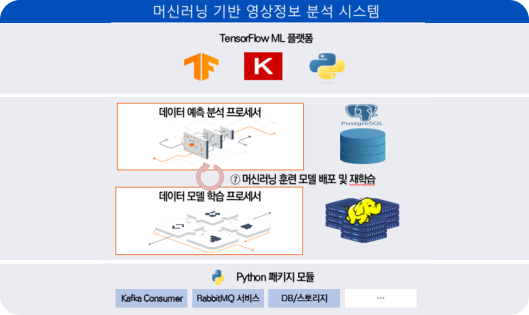 머신러닝 기반 영상정보 분석 시스템
TensorFlow ML 플랫폼
K
데이터 예측 분석 프로세서
PostgreSQL
⑦ 머신러닝 훈련 모델 배포 및 재학습
데이터 모델 학습 프로세서
Python 패키지 모듈
Kafka Consumer
RabbitMQ 서비스
DB/스토리지
…